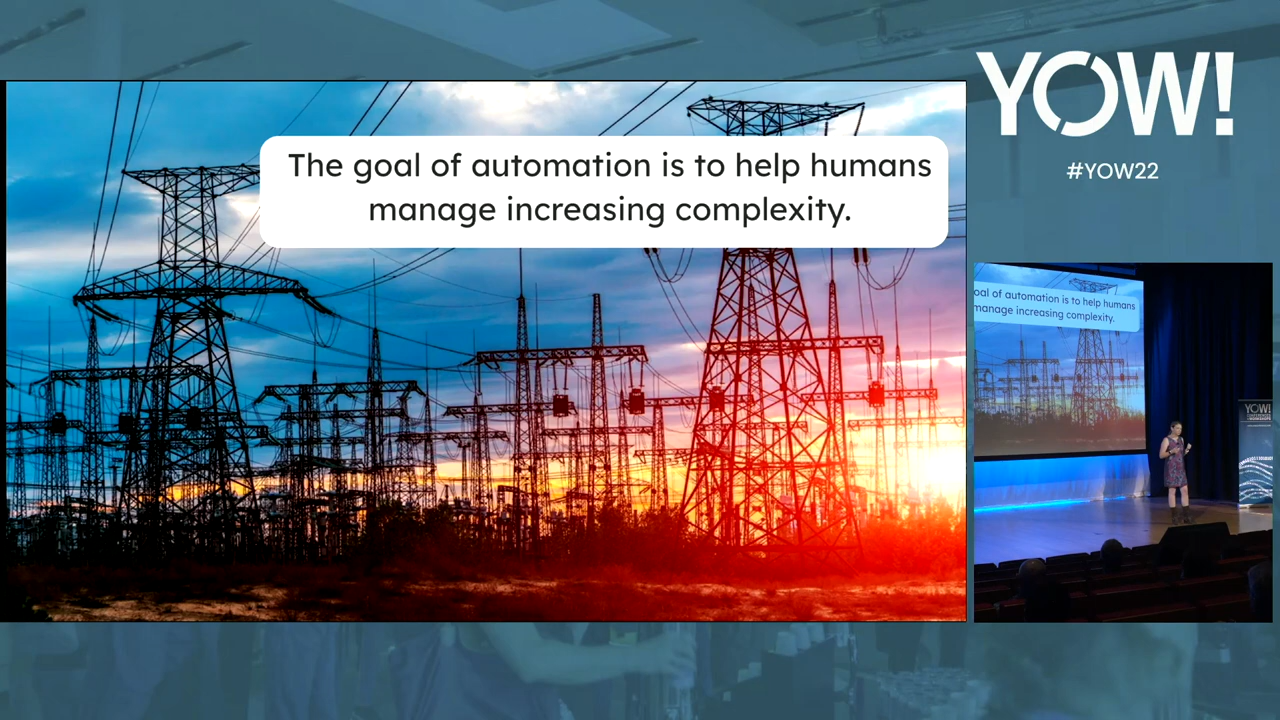 The goal of automation is to help humans
manage increasing complexity.
YOW!
#YOW22
oal of automation is to help humans
manage increasing complexity.
YOW!